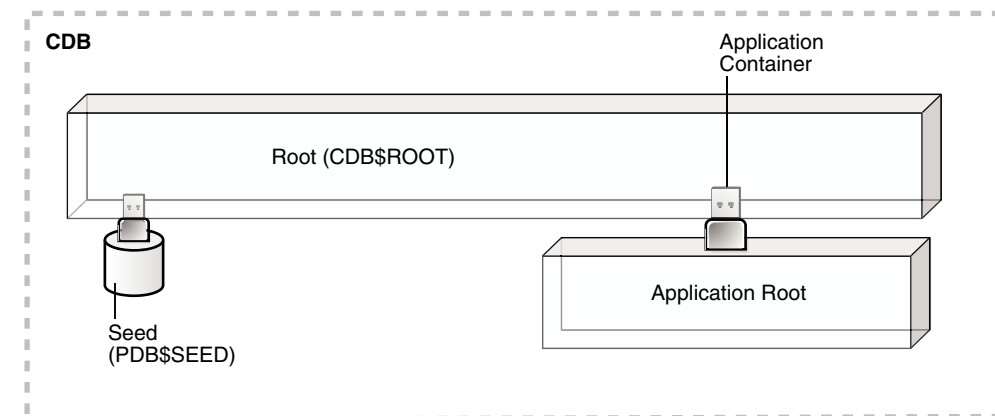 CDB
Application
Container
Root (CDB$ROOT)
Application Root
Seed
(PDB$SEED)